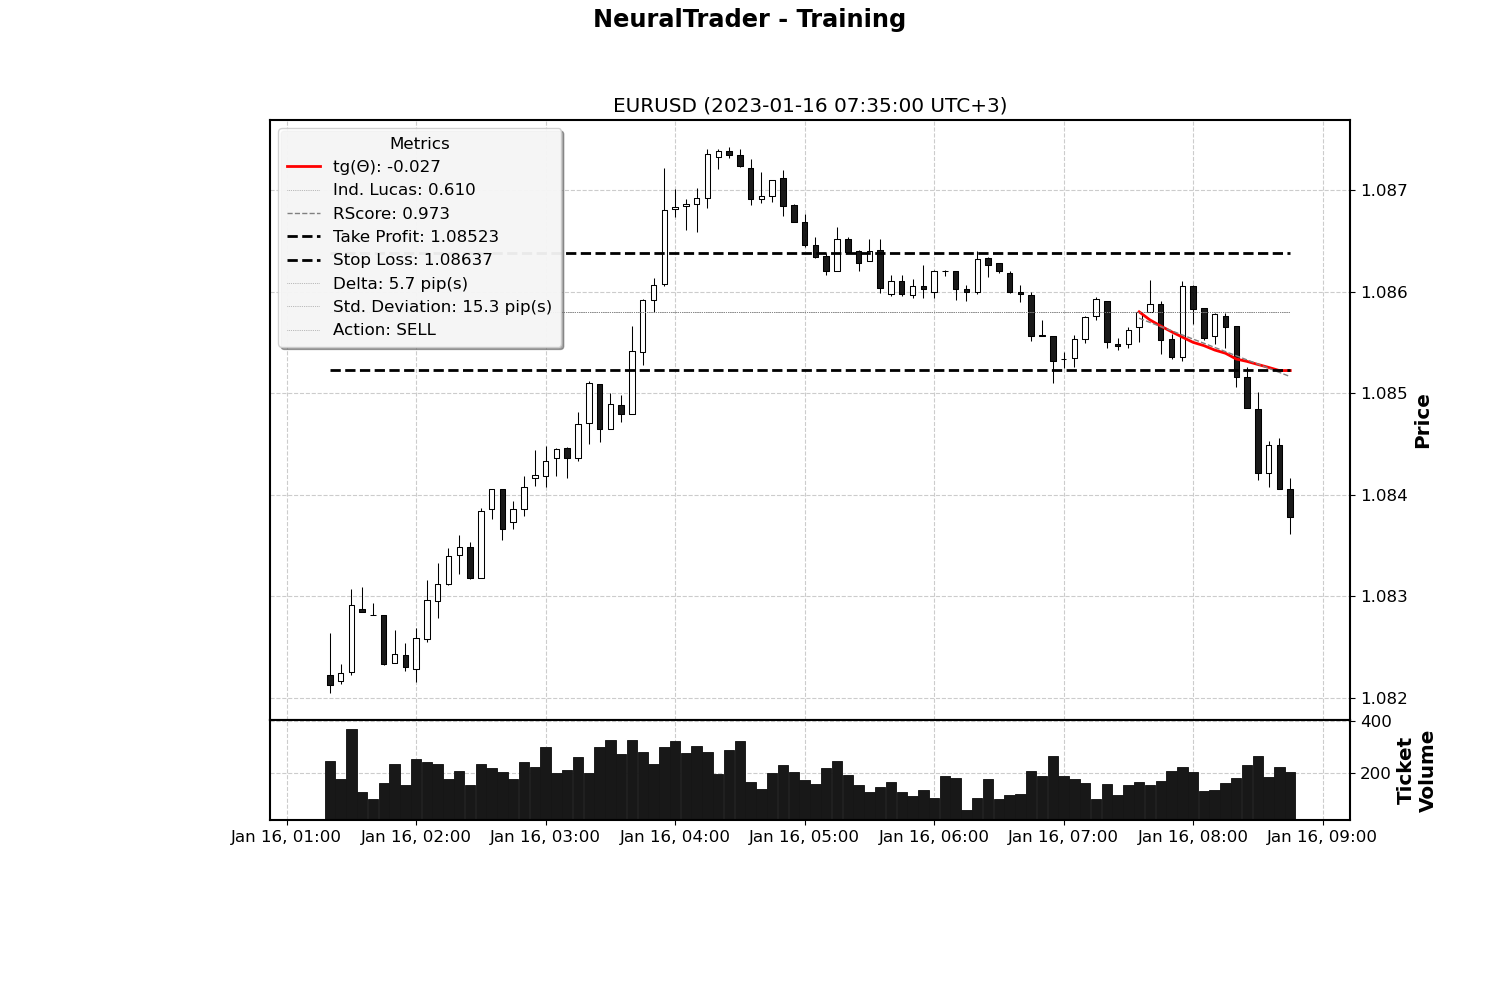 NeuralTrader - Training
EURUSD (2023-01-16 07:35:00 UTC+3)
Metrics
tg(Θ): -0.027
Ind. Lucas: 0.610
RScore: 0.973
Take Profit: 1.08523
Stop Loss: 1.08637
Delta: 5.7 pip(s)
Std. Deviation: 15.3 pip(s)
Action: SELL
1.087
1.086
1.085
1.084
1.083
1.082
Price
400
200
Ticket
Volume
Jan 16, 01:00
Jan 16, 02:00
Jan 16, 03:00
Jan 16, 04:00
Jan 16, 05:00
Jan 16, 06:00
Jan 16, 07:00
Jan 16, 08:00
Jan 16, 09:00